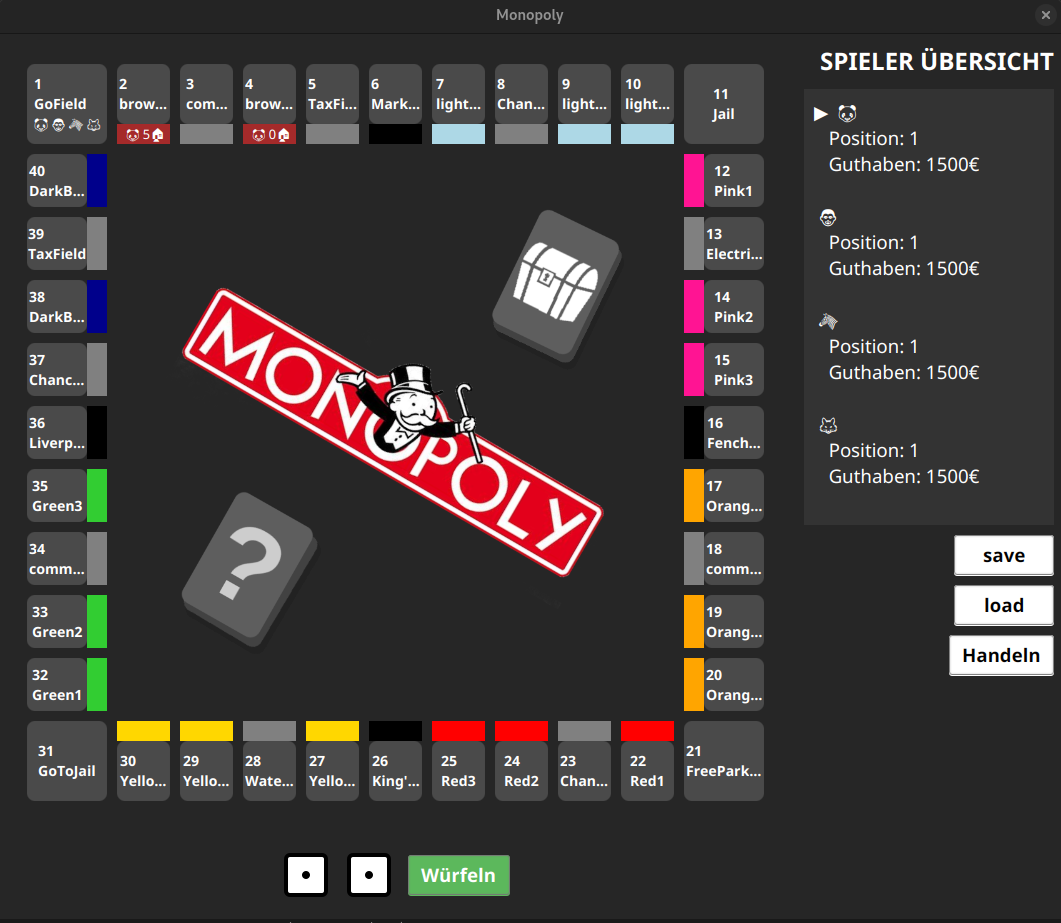 Monopoly
SPIELER ÜBERSICHT
1
GoField
2
brow...
5
3
com...
4
brow...
0
5
TaxFi...
6
Mark...
7
light...
8
Chan...
9
light...
10
light...
11
Jail
40
DarkB...
39
TaxField
38
DarkB...
37
Chanc...
36
Liverp...
35
Green3
34
comm...
33
Green2
32
Green1
12
Pink1
13
Electri...
14
Pink2
15
Pink3
16
Fench...
17
Orang...
18
comm...
19
Orang...
20
Orang...
MONOPOLY
?
31
GoToJail
30
Yello...
29
Yello...
28
Wate...
27
Yello...
26
King'...
25
Red3
24
Red2
23
Chan...
22
Red1
21
FreePark...
Position: 1
Guthaben: 1500€
Position: 1
Guthaben: 1500€
Position: 1
Guthaben: 1500€
Position: 1
Guthaben: 1500€
save
load
Handeln
Würfeln